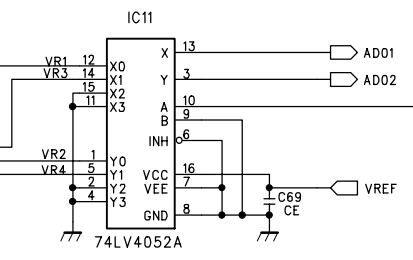 IC11
X 13 AD01
VR1 12 X0
VR3 14 X1
Y 3 AD02
15 X2
11 X3
A 10
B 9
INH 6
VR2 1 Y0
VR4 5 Y1
VCC 16
2 Y2
VEE 7
VREF
4 Y3
C69
CE
GND 8
74LV4052A